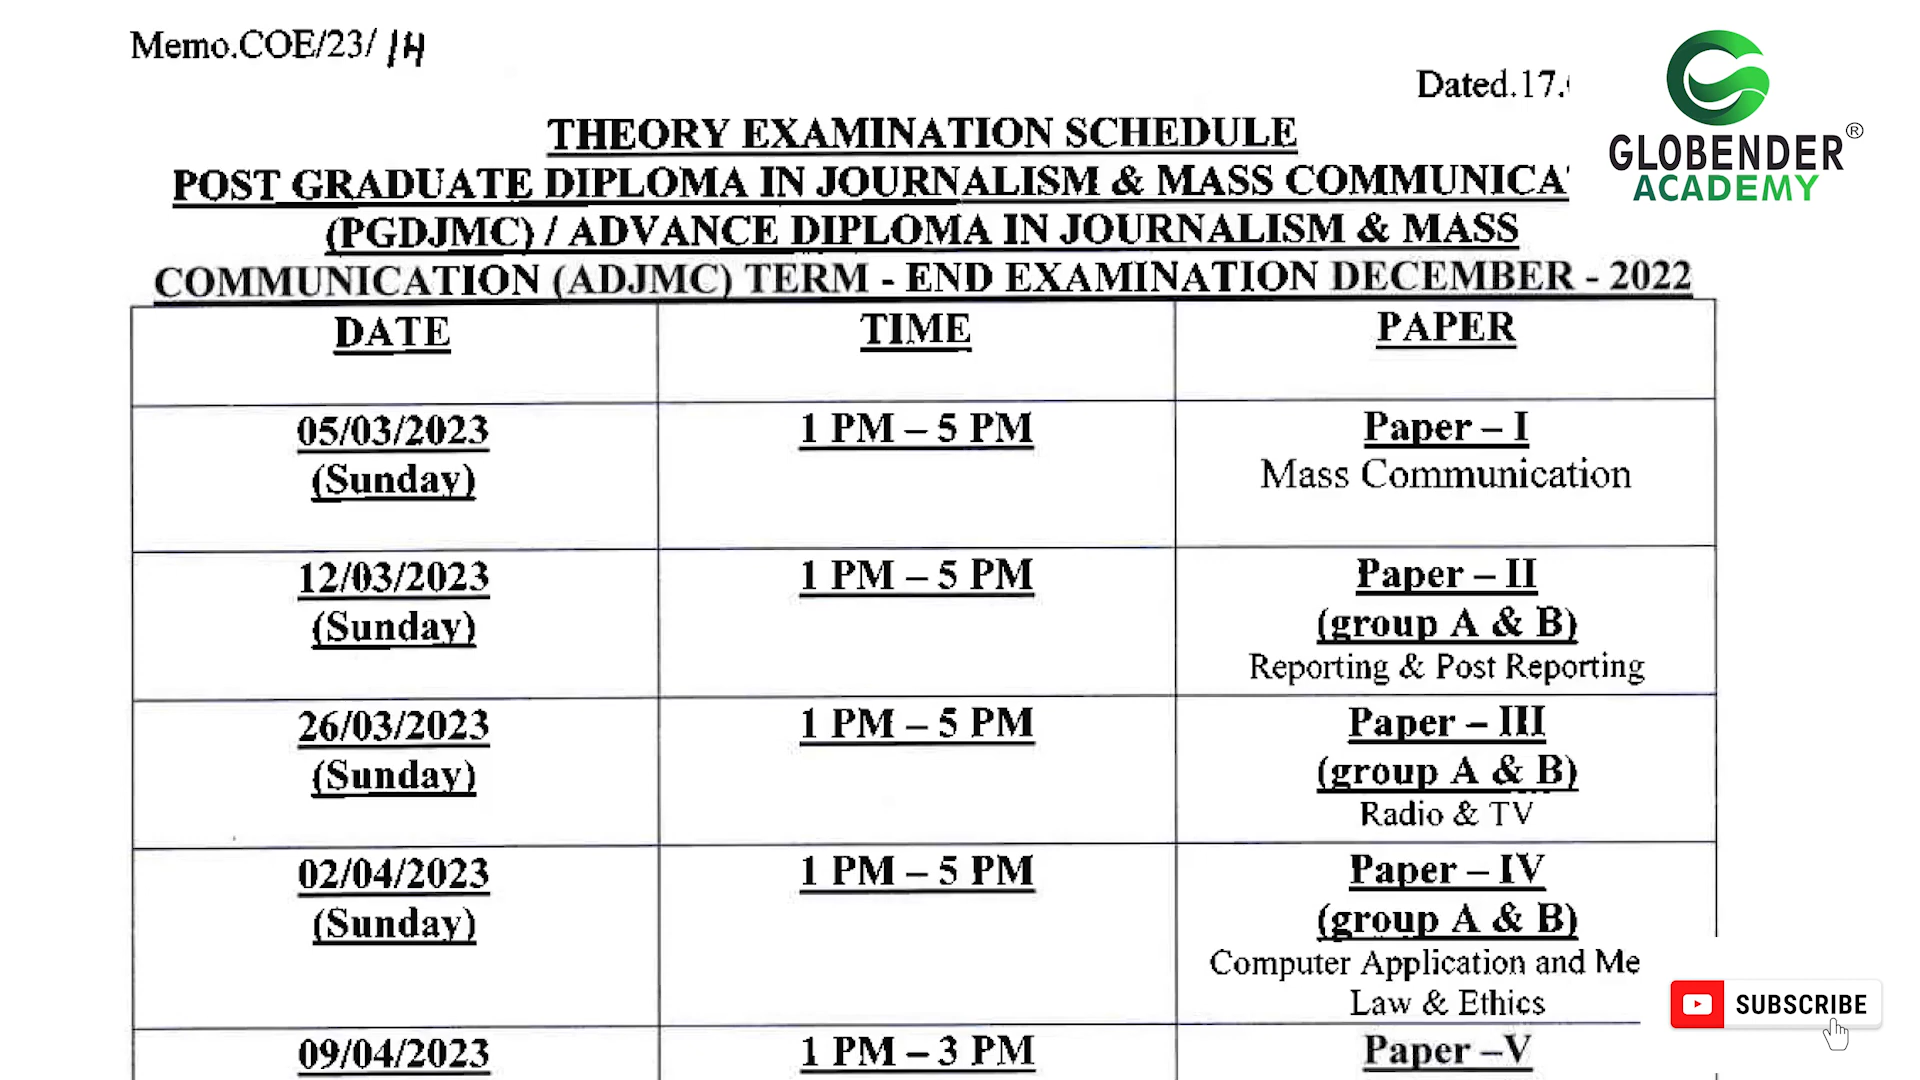 Memo.COE/23/14
Dated.17.
THEORY EXAMINATION SCHEDULE
POST GRADUATE DIPLOMA IN JOURNALISM & MASS COMMUNICA
(PGDJMC) / ADVANCE DIPLOMA IN JOURNALISM & MASS
COMMUNICATION (ADJMC) TERM - END EXAMINATION DECEMBER - 2022
GLOBENDER®
ACADEMY
DATE TIME PAPER
05/03/2023 1 PM – 5 PM Paper – I
(Sunday) Mass Communication
12/03/2023 1 PM – 5 PM Paper – II
(Sunday) (group A & B)
Reporting & Post Reporting
26/03/2023 1 PM – 5 PM Paper – III
(Sunday) (group A & B)
Radio & TV
02/04/2023 1 PM – 5 PM Paper – IV
(Sunday) (group A & B)
Computer Application and Me
Law & Ethics
SUBSCRIBE
09/04/2023 1 PM – 3 PM Paper –V